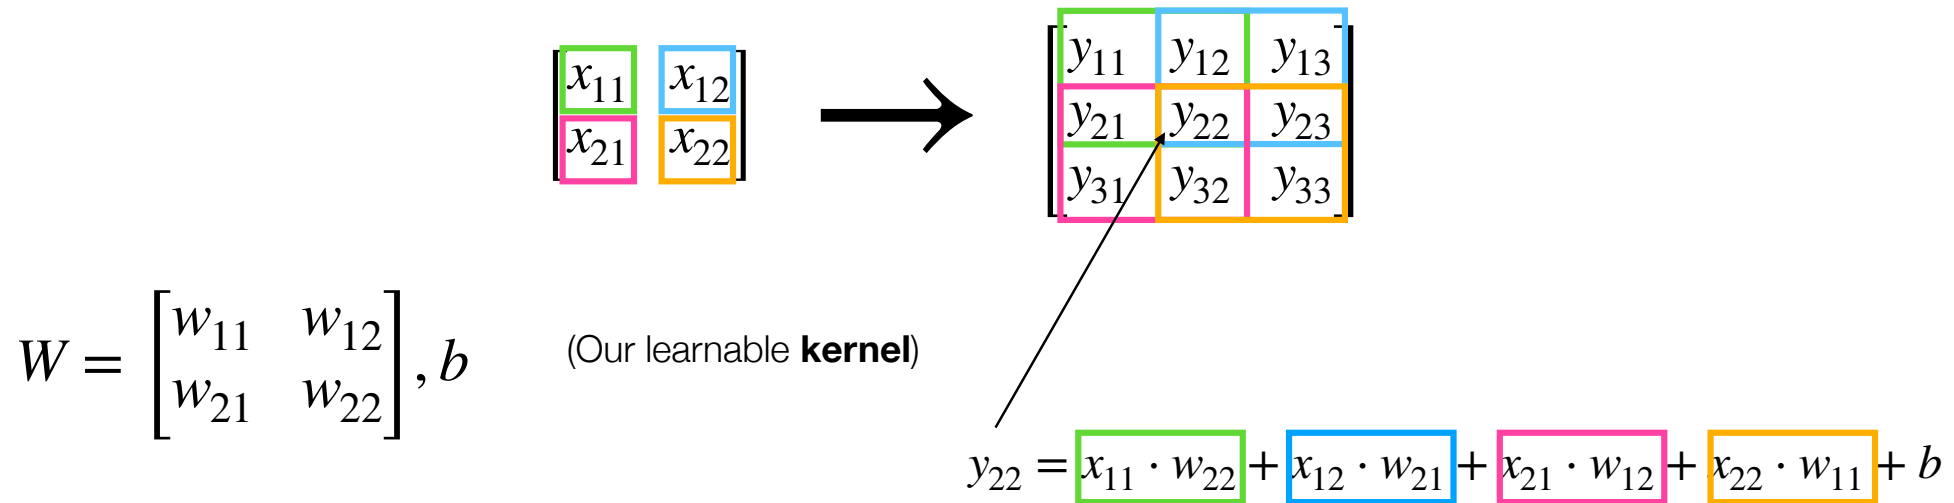 [x₁₁ x₁₂] → [y₁₁ y₁₂ y₁₃]
[x₂₁ x₂₂] [y₂₁ y₂₂ y₂₃]
[y₃₁ y₃₂ y₃₃]
W = [w₁₁ w₁₂; w₂₁ w₂₂], b
(Our learnable kernel)
y₂₂ = x₁₁ · w₂₂ + x₁₂ · w₂₁ + x₂₁ · w₁₂ + x₂₂ · w₁₁ + b